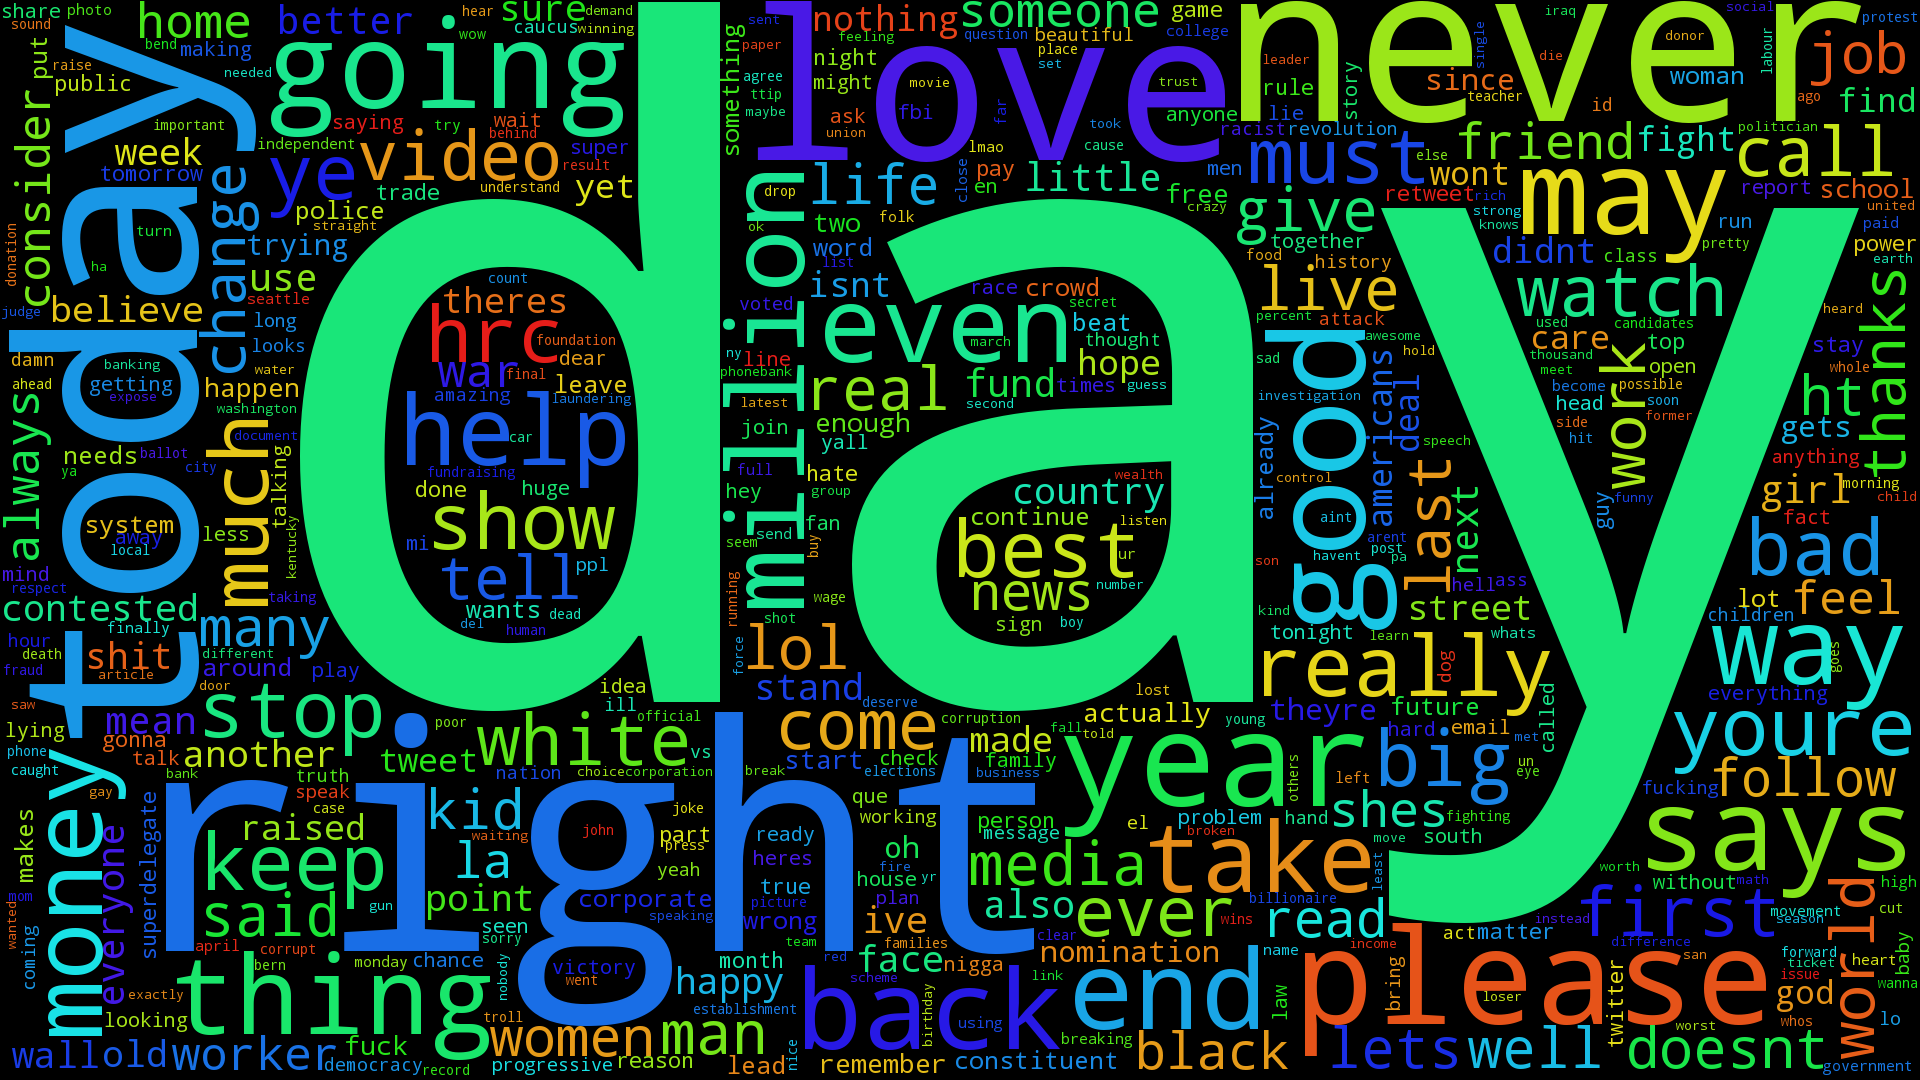 day
right
love
never
today
going
please
good
money
million
back
thing
year
take
end
says
way
may
really
help
show
tell
best
news
even
real
life
come
lol
white
stop
keep
said
much
many
change
believe
use
video
ye
week
home
better
sure
someone
nothing
job
call
friend
must
give
live
watch
work
last
bad
girl
feel
youre
follow
first
world
god
doesnt
well
lets
black
read
ever
media
also
big
shes
face
ive
man
women
worker
wall
old
happy
la
kid
point
raised
another
mean
shit
contested
always
consider
hrc
war
theres
leave
dear
foundation
final
amazing
laundering
count
car
fundraising
done
huge
mi
ppl
wants
dead
del
human
country
continue
listen
ur
number
sign
boy
wealth
race
crowd
secret
beat
thought
march
hope
guess
fund
times
second
enough
yall
hate
group
fan
buy
wage
send
shot
running
seem
hey
full
join
latest
phonebank
ny
line
voted
list
isnt
word
two
folk
little
en
pay
lmao
close
free
crazy
men
racist
revolution
wont
retweet
rich
didnt
fight
politician
report
school
united
paid
power
earth
run
pretty
knows
strong
class
together
food
history
percent
attack
awesome
sad
hold
investigation
americans
deal
already
control
aint
havent
arent
post
pa
son
kind
tonight
learn
whats
street
hell
ass
next
speech
care
used
candidates
top
open
thousand
meet
become
possible
head
soon
side
former
hit
guy
funny
thanks
stay
heard
whole
ht
gets
anything
morning
child
fact
lot
children
everything
goes
dog
theyre
future
hard
email
called
met
un
eye
fucking
problem
hand
south
fighting
move
others
left
broken
least
billionaire
wins
income
name
nomination
law
link
breaking
bring
act
matter
instead
without
math
worth
movement
season
high
cut
difference
san
forward
ticket
issue
heart
wanna
baby
whos
lo
government
worst
loser
twitter
constituent
remember
birthday
using
scheme
nigga
families
clear
red
team
wrong
plan
picture
true
heres
ready
house
yr
fire
oh
working
que
person
message
el
family
check
start
elections
business
break
made
corruption
actually
lost
told
fall
young
deserve
stand
force
vs
nation
choice
corporation
tweet
poor
official
ill
idea
joke
part
press
yeah
waiting
john
corporate
speaking
victory
went
month
establishment
nice
lead
reason
progressive
troll
nobody
sorry
seen
record
democracy
fuck
looking
exactly
bern
monday
chance
april
corrupt
gun
case
speak
truth
bank
superdelegate
everyone
makes
mom
wanted
coming
gay
caught
phone
lying
saw
talk
gonna
door
around
play
different
article
death
fraud
hour
finally
mind
respect
local
away
system
less
taking
kentucky
talking
city
ballot
ya
needs
document
washington
happen
expose
getting
banking
water
ahead
damn
judge
looks
long
seattle
trying
straight
police
trade
understand
yet
result
super
behind
wait
try
saying
independent
tomorrow
important
turn
ha
donation
put
public
raise
bend
needed
making
sound
share
photo
hear
wow
demand
caucus
winning
something
sent
paper
agree
ttip
maybe
ok
drop
movie
union
ask
fbi
might
night
feeling
question
beautiful
place
set
far
took
cause
trust
anyone
game
college
leader
rule
lie
story
since
single
teacher
iraq
die
id
ago
woman
donor
else
labour
social
protest
find